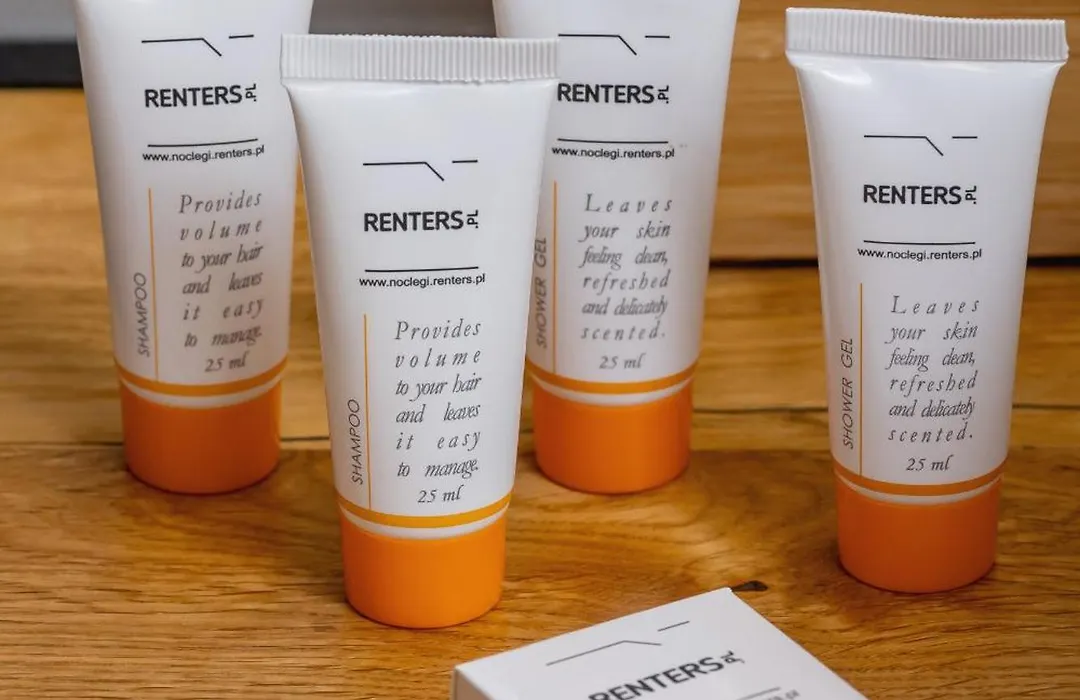 RENTERS.PL
www.noclegi.renters.pl
SHAMPOO
Provides
volume
to your hair
and leaves
it easy
to manage.
25 ml
RENTERS.PL
www.noclegi.renters.pl
SHAMPOO
Provides
volume
to your hair
and leaves
it easy
to manage.
25 ml
RENTERS.PL
www.noclegi.renters.pl
SHOWER GEL
Leaves
your skin
feeling clean,
refreshed
and delicately
scented.
25 ml
RENTERS.PL
www.noclegi.renters.pl
SHOWER GEL
Leaves
your skin
feeling clean,
refreshed
and delicately
scented.
25 ml
RENTERS.PL